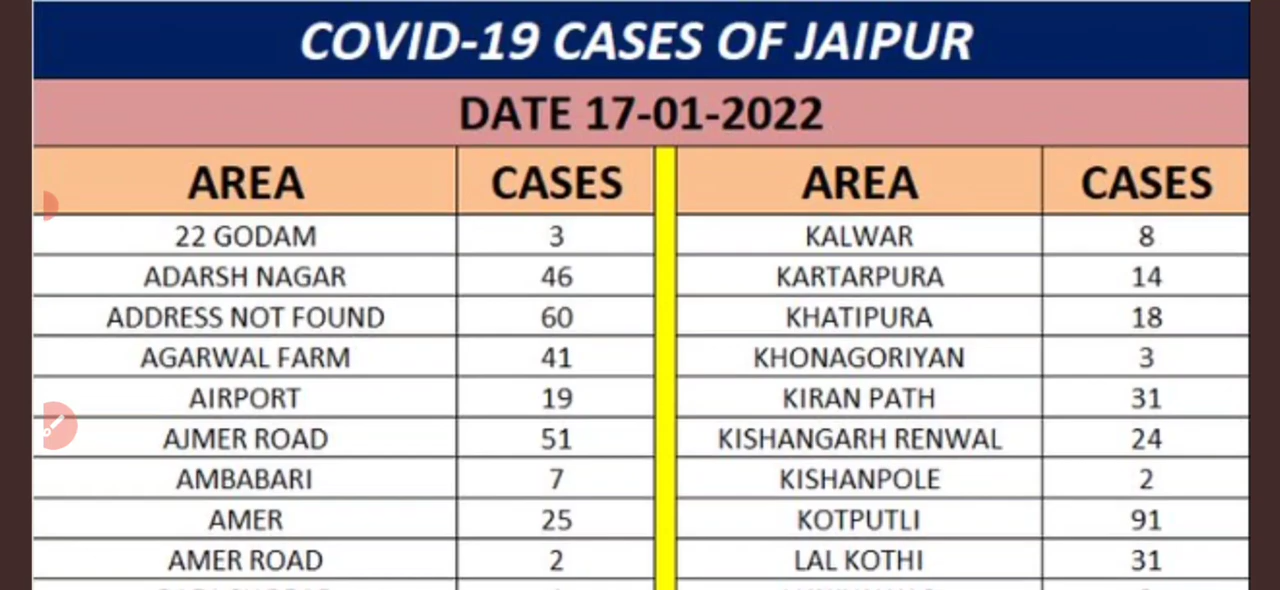 COVID-19 CASES OF JAIPUR
DATE 17-01-2022
AREA CASES AREA CASES
22 GODAM 3 KALWAR 8
ADARSH NAGAR 46 KARTARPURA 14
ADDRESS NOT FOUND 60 KHATIPURA 18
AGARWAL FARM 41 KHONAGORIYAN 3
AIRPORT 19 KIRAN PATH 31
AJMER ROAD 51 KISHANGARH RENWAL 24
AMBABARI 7 KISHANPOLE 2
AMER 25 KOTPUTLI 91
AMER ROAD 2 LAL KOTHI 31